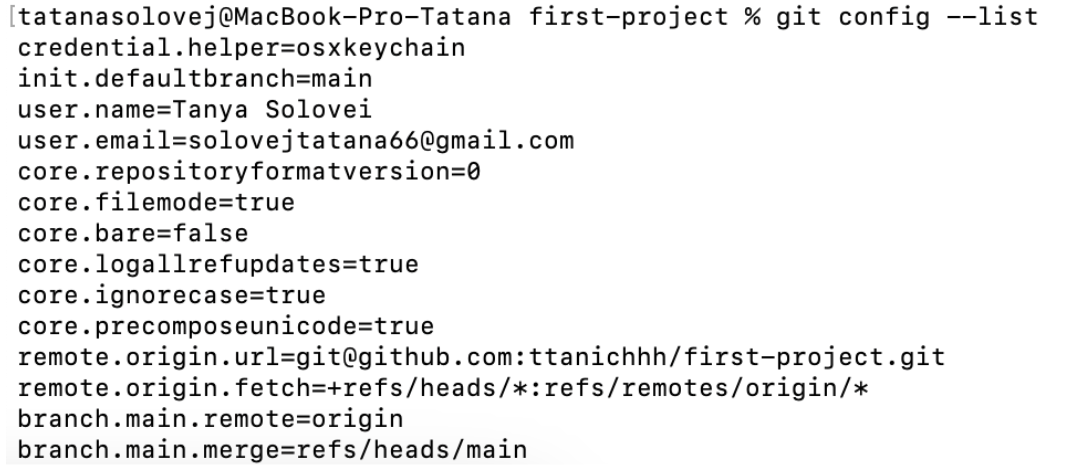 [tatanasolovej@MacBook-Pro-Tatana first-project % git config --list
credential.helper=osxkeychain
init.defaultbranch=main
user.name=Tanya Solovei
user.email=solovejtatana66@gmail.com
core.repositoryformatversion=0
core.filemode=true
core.bare=false
core.logallrefupdates=true
core.ignorecase=true
core.precomposeunicode=true
remote.origin.url=git@github.com:ttanichhh/first-project.git
remote.origin.fetch=+refs/heads/*:refs/remotes/origin/*
branch.main.remote=origin
branch.main.merge=refs/heads/main